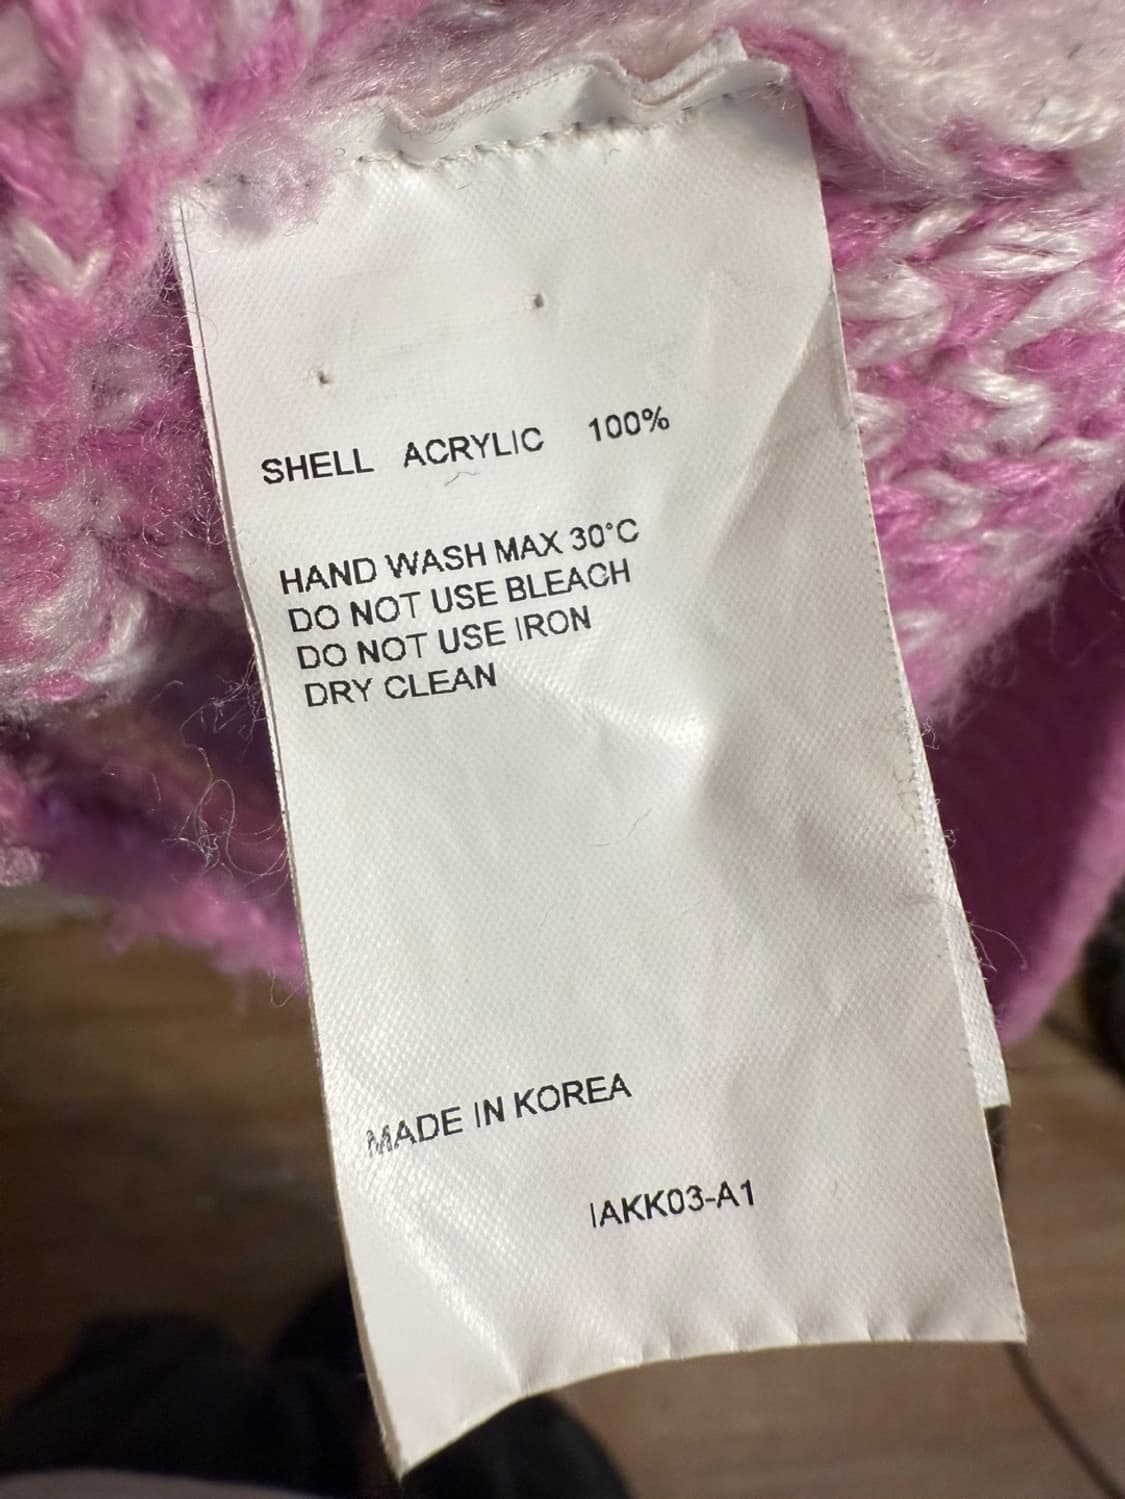 SHELL ACRYLIC 100%
HAND WASH MAX 30°C
DO NOT USE BLEACH
DO NOT USE IRON
DRY CLEAN
MADE IN KOREA
IAKK03-A1